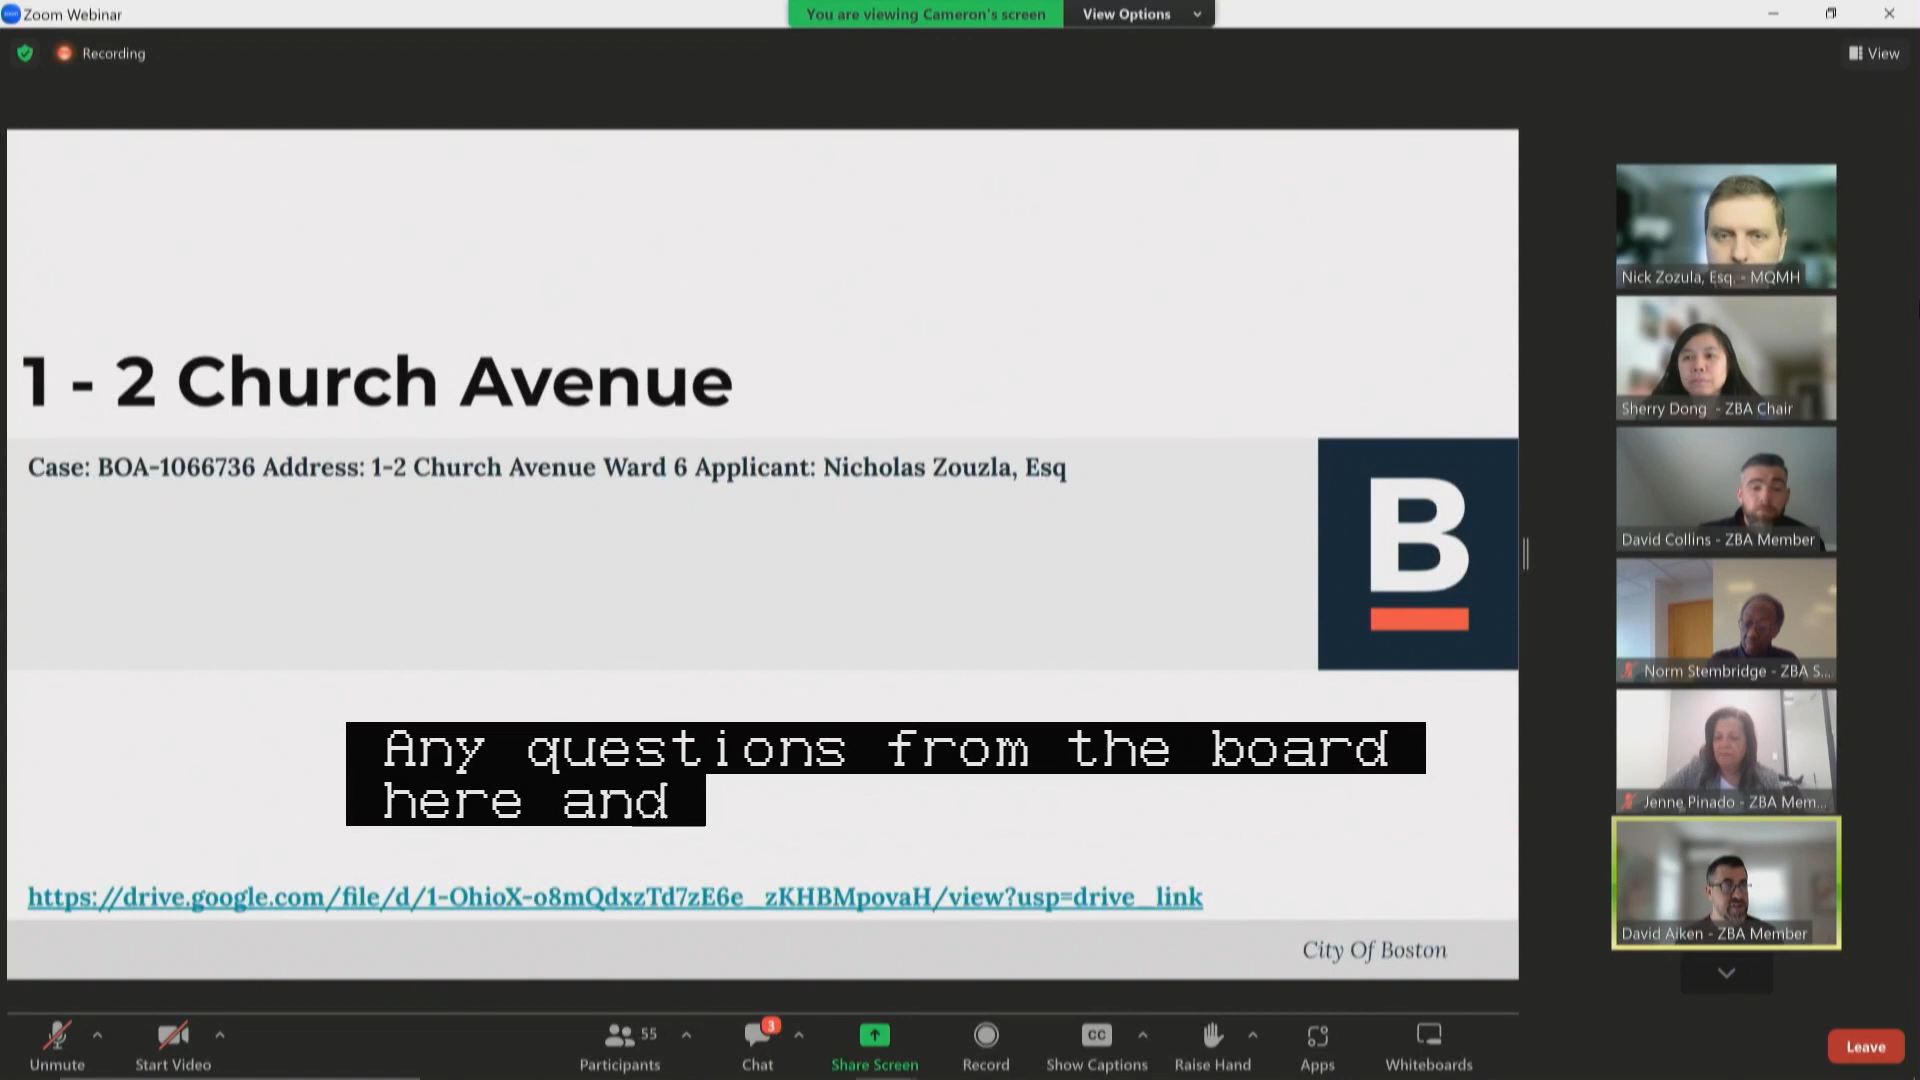 Zoom Webinar
You are viewing Cameron's screen
View Options
Recording
View
1 - 2 Church Avenue
Case: BOA-1066736 Address: 1-2 Church Avenue Ward 6 Applicant: Nicholas Zouzla, Esq
B
Any questions from the board
here and
https://drive.google.com/file/d/1-OhioX-o8mQdxzTd7zE6e_zKHBMpovaH/view?usp=drive_link
City Of Boston
Nick Zozula, Esq. - MQMH
Sherry Dong - ZBA Chair
David Collins - ZBA Member
Norm Stembridge - ZBA S...
Jenne Pinado - ZBA Mem...
David Aiken - ZBA Member
Unmute
Start Video
55
Participants
3
Chat
Share Screen
Record
CC
Show Captions
Raise Hand
Apps
Whiteboards
Leave